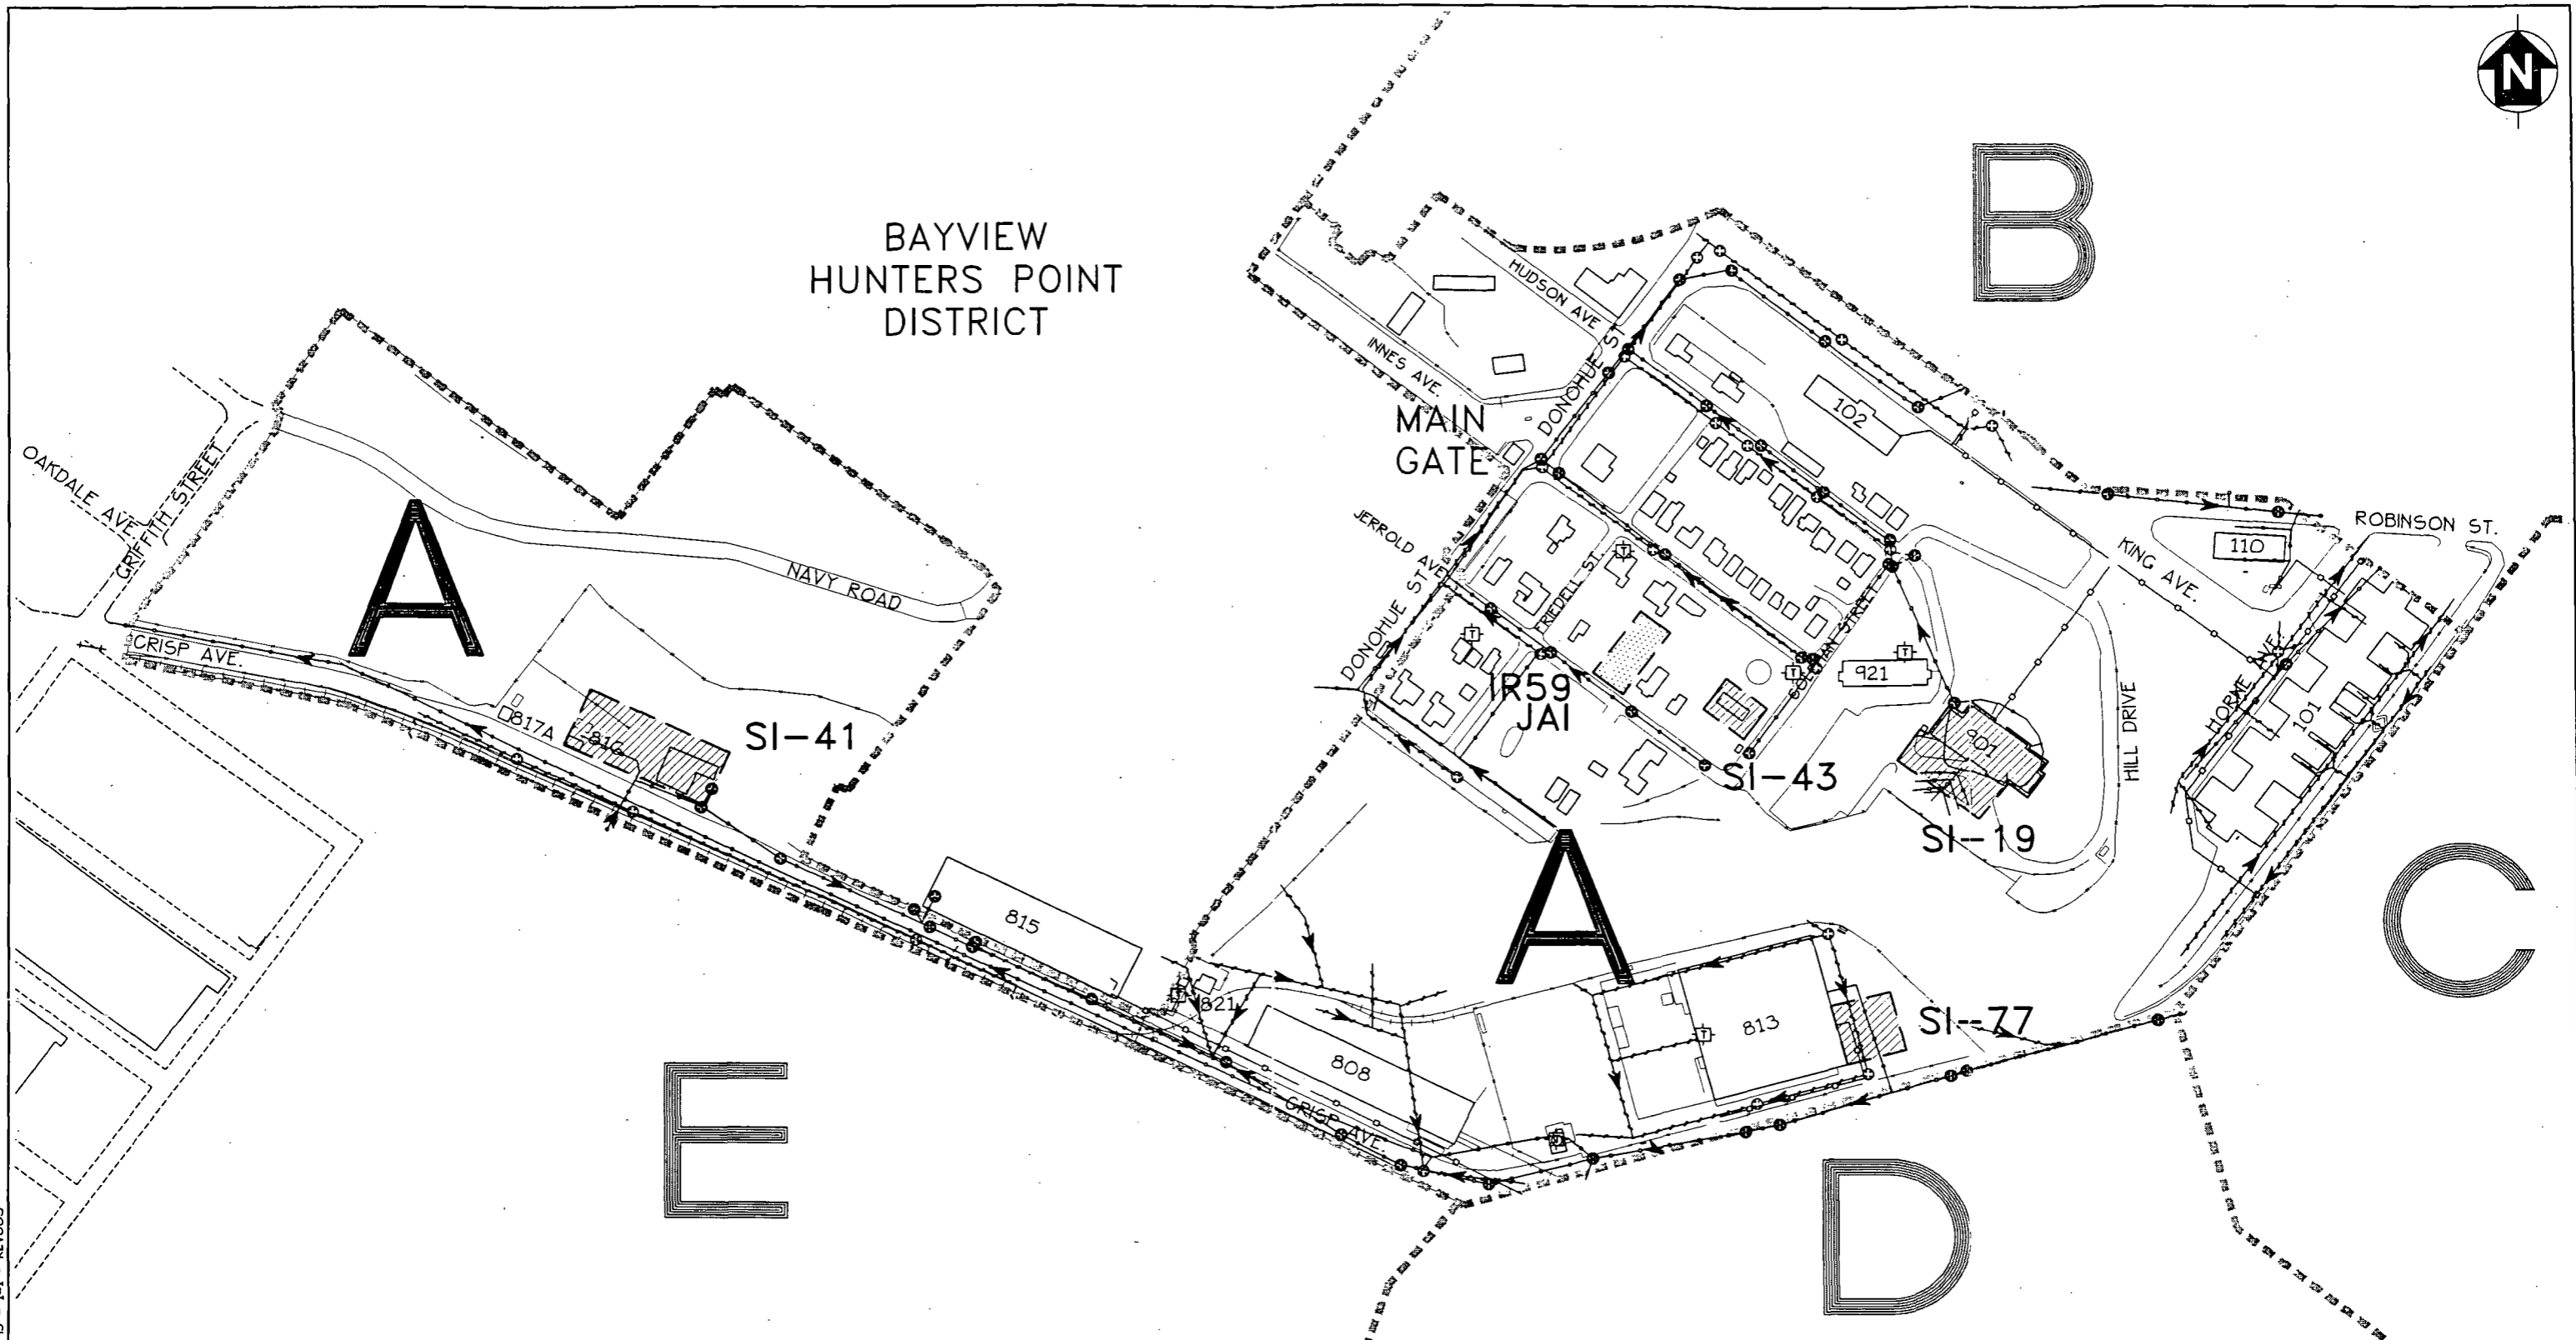 N
B
BAYVIEW
HUNTERS POINT
DISTRICT
HUDSON AVE
INNES AVE.
DONOHUE ST
MAIN
GATE
102
OAKDALE AVE.
GRIFFITH STREET
A
NAVY ROAD
CRISP AVE.
JERROLD AVE
DONOHUE ST.
FRIEDELL ST.
ROBINSON ST.
110
KING AVE.
T
T
T
T
921
HILL DRIVE
HORNE AVE.
101
817A
SI-41
IR59
JAI
SI-43
901
SI-19
815
A
C
T
821
808
T
813
SI-77
CRISP AVE.
E
D